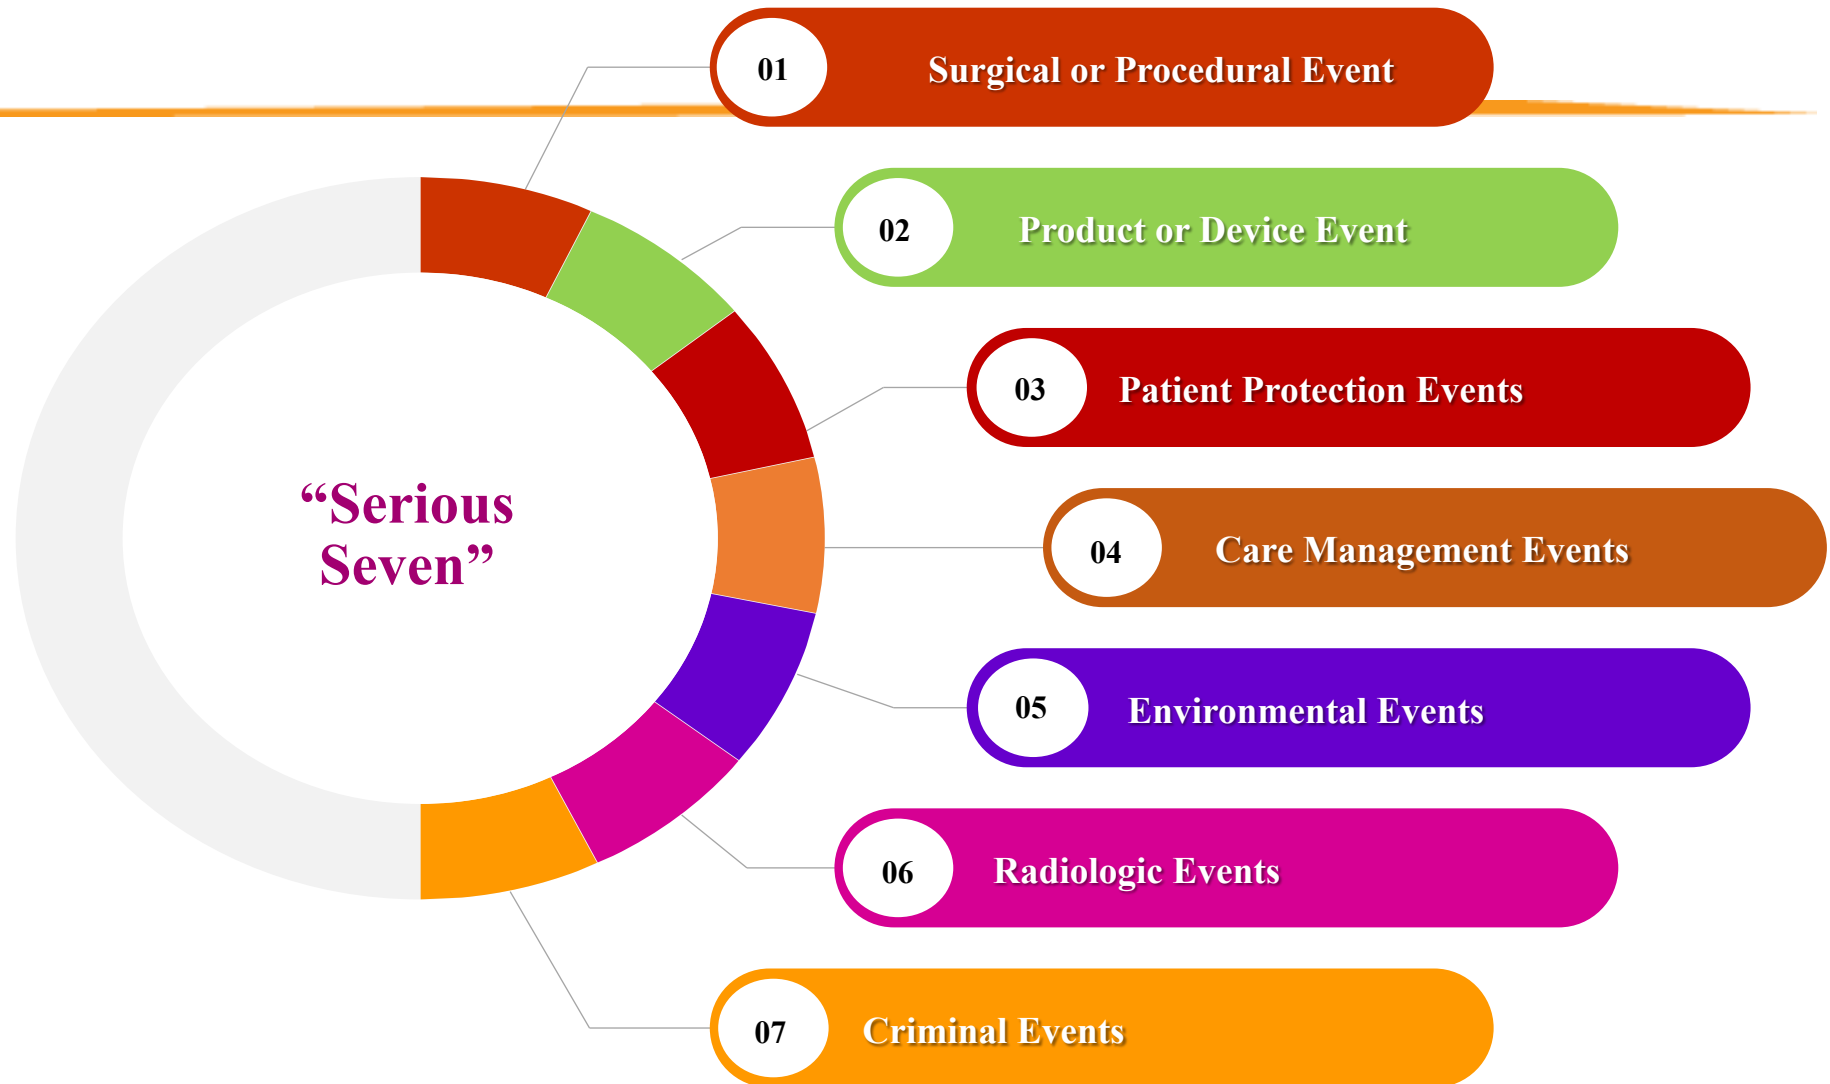 01
Surgical or Procedural Event
02
Product or Device Event
03
Patient Protection Events
“Serious
Seven”
04
Care Management Events
05
Environmental Events
06
Radiologic Events
07
Criminal Events